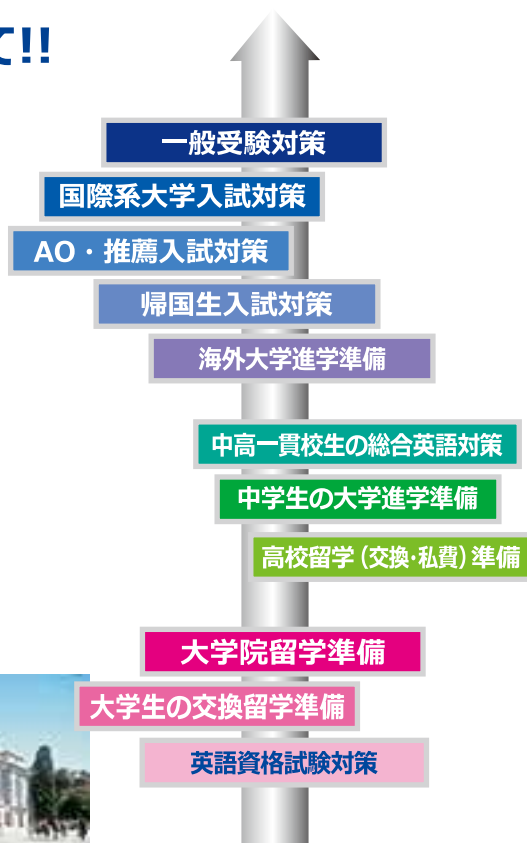 て!!
一般受験対策
国際系大学入試対策
AO・推薦入試対策
帰国生入試対策
海外大学進学準備
中高一貫校生の総合英語対策
中学生の大学進学準備
高校留学（交換・私費）準備
大学院留学準備
大学生の交換留学準備
英語資格試験対策